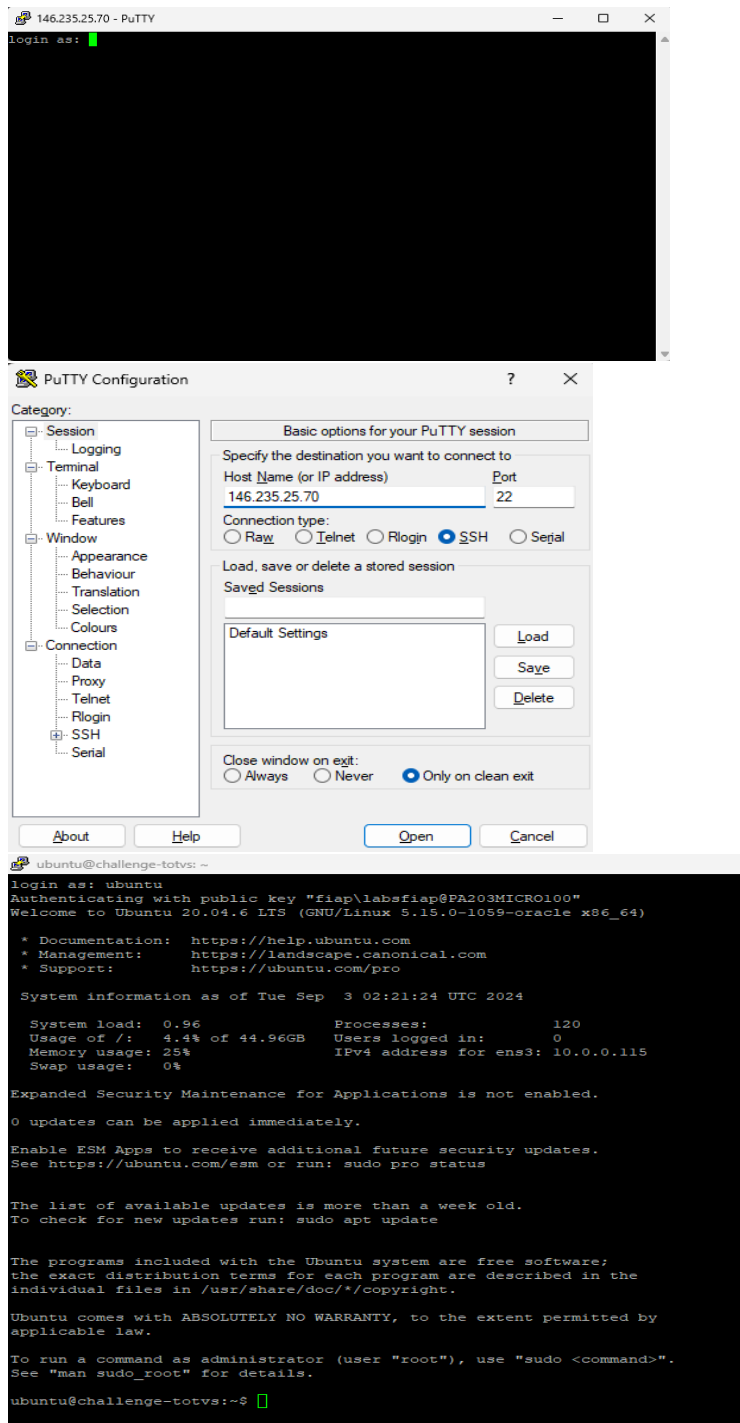 146.235.25.70 - PuTTY
login as:
PuTTY Configuration
? 
Category:
Session
Logging
Terminal
Keyboard
Bell
Features
Window
Appearance
Behaviour
Translation
Selection
Colours
Connection
Data
Proxy
Telnet
Rlogin
SSH
Serial
Basic options for your PuTTY session
Specify the destination you want to connect to
Host Name (or IP address) Port
146.235.25.70 22
Connection type:
Raw Telnet Rlogin SSH Serial
Load, save or delete a stored session
Saved Sessions
Default Settings
Load
Save
Delete
Close window on exit:
Always Never Only on clean exit
About Help Open Cancel
ubuntu@challenge-totvs: ~
login as: ubuntu
Authenticating with public key "fiap\labsfiap@PA203MICRO100"
Welcome to Ubuntu 20.04.6 LTS (GNU/Linux 5.15.0-1059-oracle x86_64)
* Documentation: https://help.ubuntu.com
* Management: https://landscape.canonical.com
* Support: https://ubuntu.com/pro
System information as of Tue Sep 3 02:21:24 UTC 2024
System load: 0.96 Processes: 120
Usage of /: 4.4% of 44.96GB Users logged in: 0
Memory usage: 25% IPv4 address for ens3: 10.0.0.115
Swap usage: 0%
Expanded Security Maintenance for Applications is not enabled.
0 updates can be applied immediately.
Enable ESM Apps to receive additional future security updates.
See https://ubuntu.com/esm or run: sudo pro status
The list of available updates is more than a week old.
To check for new updates run: sudo apt update
The programs included with the Ubuntu system are free software;
the exact distribution terms for each program are described in the
individual files in /usr/share/doc/*/copyright.
Ubuntu comes with ABSOLUTELY NO WARRANTY, to the extent permitted by
applicable law.
To run a command as administrator (user "root"), use "sudo <command>".
See "man sudo_root" for details.
ubuntu@challenge-totvs:~$